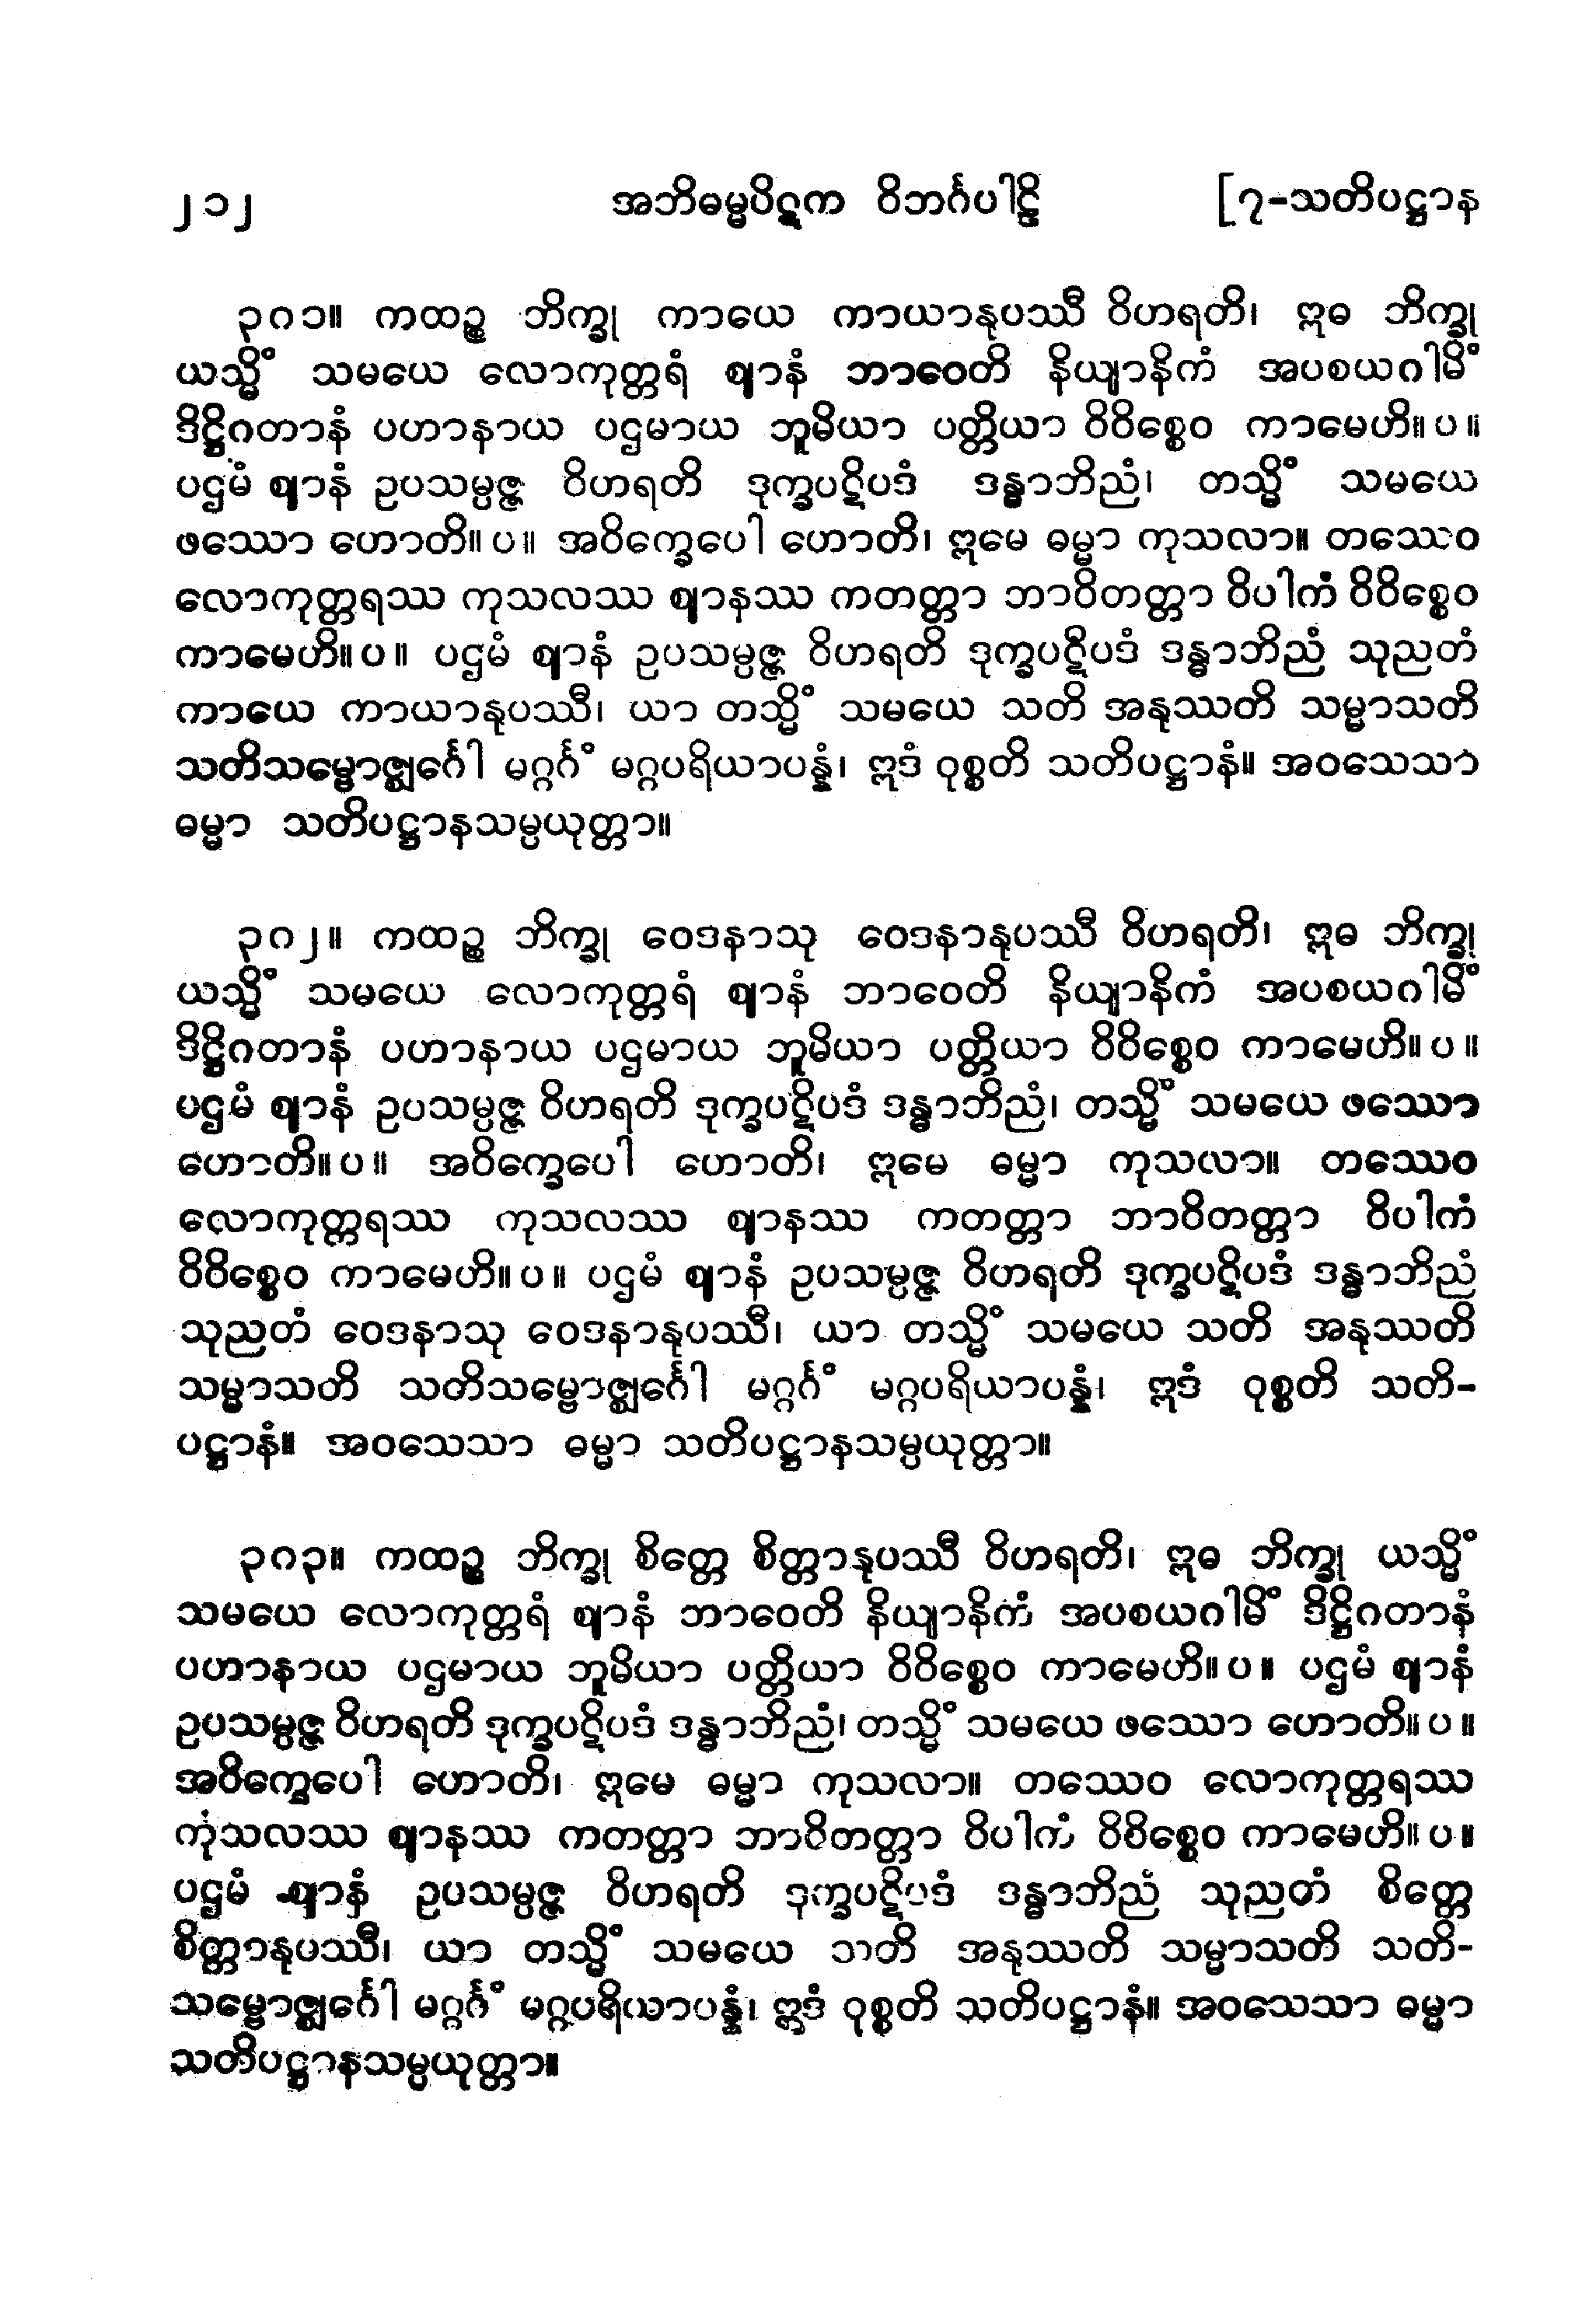 ၂၁၂ အဘိဓမ္မပိဋက ဝိဘင်္ဂပါဠိ [၇-သတိပဋ္ဌာန
၃၈၁။ ကထဉ္စ ဘိက္ခု ကာယေ ကာယာနုပဿီ ဝိဟရတိ၊ ဣဓ ဘိက္ခု
ယသ္မိံ သမယေ လောကုတ္တရံ ဈာနံ ဘာဝေတိ နိယျာနိကံ အပစယဂါမိံ
ဒိဋ္ဌိဂတာနံ ပဟာနာယ ပဌမာယ ဘူမိယာ ပတ္တိယာ ဝိဝိစ္စေဝ ကာမေဟိ။ ပ ။
ပဌမံ ဈာနံ ဥပသမ္ပဇ္ဇ ဝိဟရတိ ဒုက္ခပဋိပဒံ ဒန္ဓာဘိညံ၊ တသ္မိံ သမယေ
ဖဿော ဟောတိ။ ပ ။ အဝိက္ခေပေါ ဟောတိ၊ ဣမေ ဓမ္မာ ကုသလာ။ တဿေဝ
လောကုတ္တရဿ ကုသလဿ ဈာနဿ ကတတ္တာ ဘာဝိတတ္တာ ဝိပါကံ ဝိဝိစ္စေဝ
ကာမေဟိ။ ပ ။ ပဌမံ ဈာနံ ဥပသမ္ပဇ္ဇ ဝိဟရတိ ဒုက္ခပဋိပဒံ ဒန္ဓာဘိညံ သုညတံ
ကာယေ ကာယာနုပဿီ၊ ယာ တသ္မိံ သမယေ သတိ အနုဿတိ သမ္မာသတိ
သတိသမ္ဗောဇ္ဈင်္ဂေါ မဂ္ဂင်္ဂံ မဂ္ဂပရိယာပန္နံ၊ ဣဒံ ဝုစ္စတိ သတိပဋ္ဌာနံ။ အဝသေသာ
ဓမ္မာ သတိပဋ္ဌာနသမ္ပယုတ္တာ။
၃၈၂။ ကထဉ္စ ဘိက္ခု ဝေဒနာသု ဝေဒနာနုပဿီ ဝိဟရတိ၊ ဣဓ ဘိက္ခု
ယသ္မိံ သမယေ လောကုတ္တရံ ဈာနံ ဘာဝေတိ နိယျာနိကံ အပစယဂါမိံ
ဒိဋ္ဌိဂတာနံ ပဟာနာယ ပဌမာယ ဘူမိယာ ပတ္တိယာ ဝိဝိစ္စေဝ ကာမေဟိ။ ပ ။
ပဌမံ ဈာနံ ဥပသမ္ပဇ္ဇ ဝိဟရတိ ဒုက္ခပဋိပဒံ ဒန္ဓာဘိညံ၊ တသ္မိံ သမယေ ဖဿော
ဟောတိ။ ပ ။ အဝိက္ခေပေါ ဟောတိ၊ ဣမေ ဓမ္မာ ကုသလာ။ တဿေဝ
လောကုတ္တရဿ ကုသလဿ ဈာနဿ ကတတ္တာ ဘာဝိတတ္တာ ဝိပါကံ
ဝိဝိစ္စေဝ ကာမေဟိ။ ပ ။ ပဌမံ ဈာနံ ဥပသမ္ပဇ္ဇ ဝိဟရတိ ဒုက္ခပဋိပဒံ ဒန္ဓာဘိညံ
သုညတံ ဝေဒနာသု ဝေဒနာနုပဿီ၊ ယာ တသ္မိံ သမယေ သတိ အနုဿတိ
သမ္မာသတိ သတိသမ္ဗောဇ္ဈင်္ဂေါ မဂ္ဂင်္ဂံ မဂ္ဂပရိယာပန္နံ၊ ဣဒံ ဝုစ္စတိ သတိ-
ပဋ္ဌာနံ။ အဝသေသာ ဓမ္မာ သတိပဋ္ဌာနသမ္ပယုတ္တာ။
၃၈၃။ ကထဉ္စ ဘိက္ခု စိတ္တေ စိတ္တာနုပဿီ ဝိဟရတိ၊ ဣဓ ဘိက္ခု ယသ္မိံ
သမယေ လောကုတ္တရံ ဈာနံ ဘာဝေတိ နိယျာနိကံ အပစယဂါမိံ ဒိဋ္ဌိဂတာနံ
ပဟာနာယ ပဌမာယ ဘူမိယာ ပတ္တိယာ ဝိဝိစ္စေဝ ကာမေဟိ။ ပ ။ ပဌမံ ဈာနံ
ဥပသမ္ပဇ္ဇ ဝိဟရတိ ဒုက္ခပဋိပဒံ ဒန္ဓာဘိညံ၊ တသ္မိံ သမယေ ဖဿော ဟောတိ။ ပ ။
အဝိက္ခေပေါ ဟောတိ၊ ဣမေ ဓမ္မာ ကုသလာ။ တဿေဝ လောကုတ္တရဿ
ကုသလဿ ဈာနဿ ကတတ္တာ ဘာဝိတတ္တာ ဝိပါကံ ဝိဝိစ္စေဝ ကာမေဟိ။ ပ ။
ပဌမံ ဈာနံ ဥပသမ္ပဇ္ဇ ဝိဟရတိ ဒုက္ခပဋိပဒံ ဒန္ဓာဘိညံ သုညတံ စိတ္တေ
စိတ္တာနုပဿီ၊ ယာ တသ္မိံ သမယေ သတိ အနုဿတိ သမ္မာသတိ သတိ-
သမ္ဗောဇ္ဈင်္ဂေါ မဂ္ဂင်္ဂံ မဂ္ဂပရိယာပန္နံ၊ ဣဒံ ဝုစ္စတိ သတိပဋ္ဌာနံ။ အဝသေသာ ဓမ္မာ
သတိပဋ္ဌာနသမ္ပယုတ္တာ။